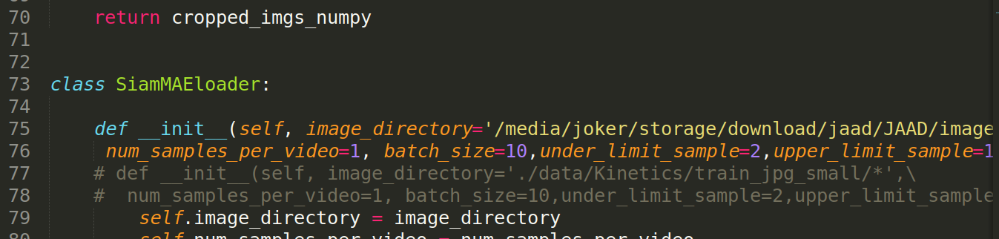 70 return cropped_imgs_numpy
71
72
73 class SiamMAEloader:
74
75 def __init__(self, image_directory='/media/joker/storage/download/jaad/JAAD/image
76 num_samples_per_video=1, batch_size=10,under_limit_sample=2,upper_limit_sample=1
77 # def __init__(self, image_directory='./data/Kinetics/train_jpg_small/*',\
78 # num_samples_per_video=1, batch_size=10,under_limit_sample=2,upper_limit_sample
79 self.image_directory = image_directory
80 self.num_samples_per_video = num_samples_per_video